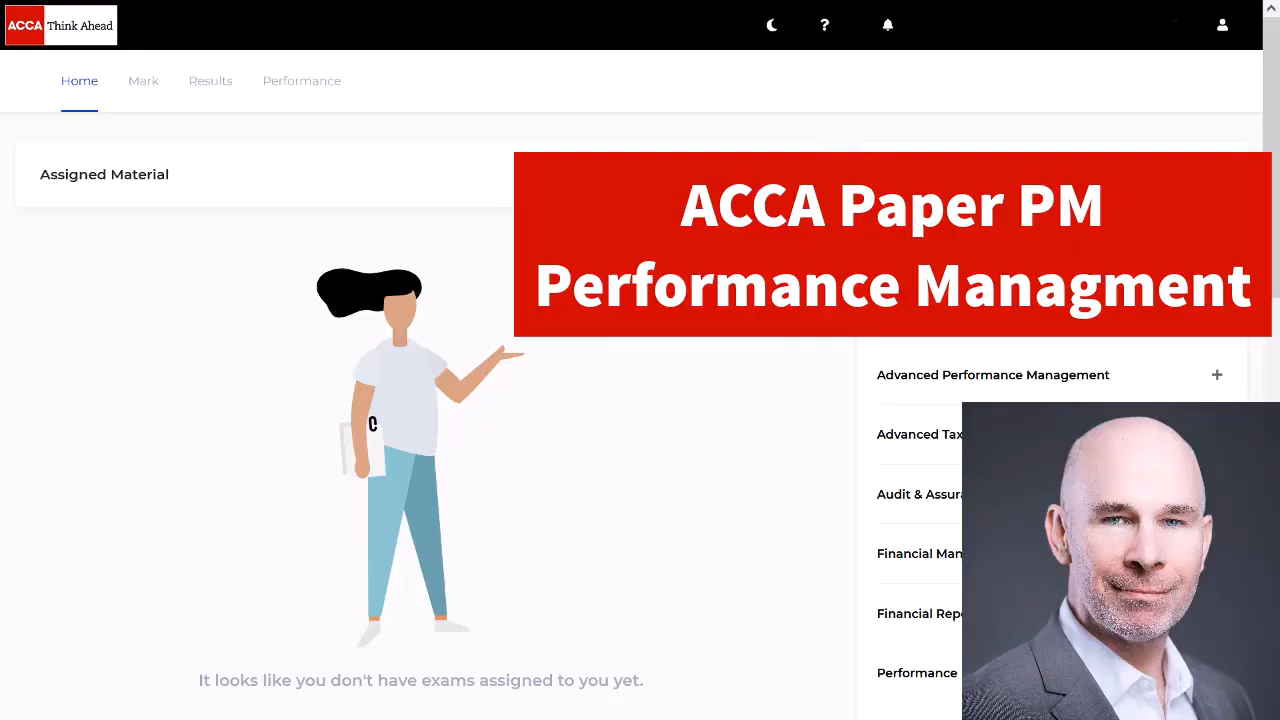 ACCA Think Ahead
?
Home Mark Results Performance
Assigned Material
ACCA Paper PM
Performance Managment
Advanced Performance Management +
Advanced Tax
Audit & Assura
Financial Man
Financial Repo
Performance
It looks like you don't have exams assigned to you yet.